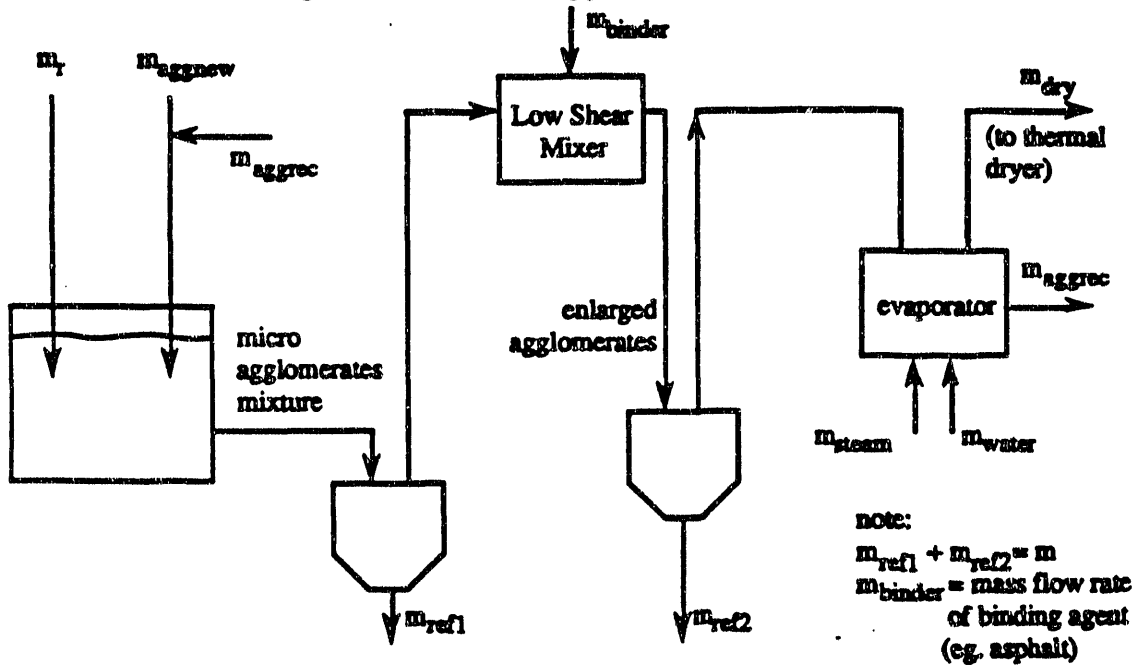 m_binder
m_r
m_aggnew
m_aggrec
Low Shear
Mixer
m_dry
(to thermal
dryer)
m_aggrec
evaporator
enlarged
agglomerates
micro
agglomerates
mixture
m_steam
m_water
m_ref1
m_ref2
note:
m_ref1 + m_ref2 = m
m_binder = mass flow rate
of binding agent
(eg. asphalt)